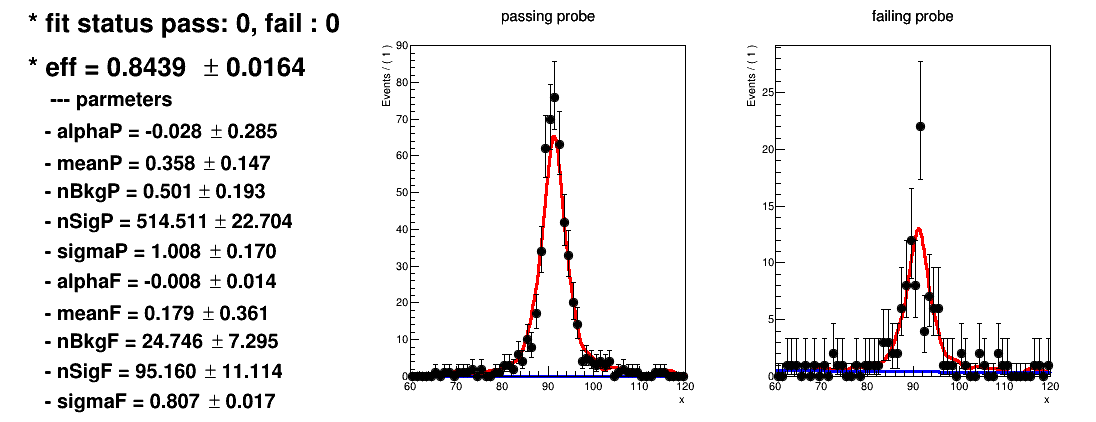 * fit status pass: 0, fail : 0
* eff = 0.8439 ± 0.0164
--- parmeters
- alphaP = -0.028 ± 0.285
- meanP = 0.358 ± 0.147
- nBkgP = 0.501 ± 0.193
- nSigP = 514.511 ± 22.704
- sigmaP = 1.008 ± 0.170
- alphaF = -0.008 ± 0.014
- meanF = 0.179 ± 0.361
- nBkgF = 24.746 ± 7.295
- nSigF = 95.160 ± 11.114
- sigmaF = 0.807 ± 0.017
passing probe
Events / ( 1 )
90
80
70
60
50
40
30
20
10
0
60 70 80 90 100 110 120
x
failing probe
Events / ( 1 )
25
20
15
10
5
0
60 70 80 90 100 110 120
x